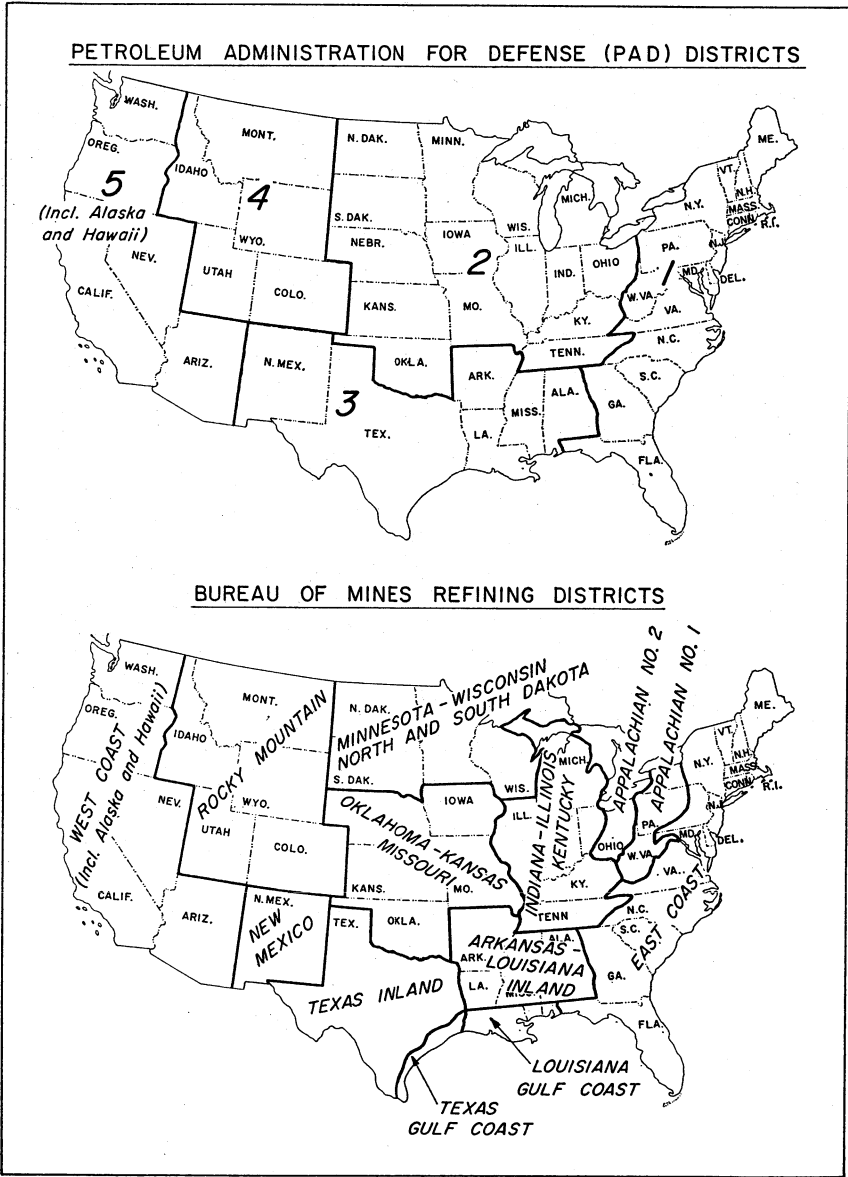 PETROLEUM ADMINISTRATION FOR DEFENSE (PAD) DISTRICTS
WASH.
MONT.
N. DAK.
MINN.
ME.
OREG.
IDAHO
VT.
N.H.
5
4
MICH.
N.Y.
MASS.
(Incl. Alaska
and Hawaii)
S. DAK.
WIS.
CONN.
R.I.
WYO.
NEBR.
IOWA
ILL.
PA.
N.J.
NEV.
UTAH
2
IND.
OHIO
1
MD.
DEL.
CALIF.
COLO.
KANS.
MO.
W. VA.
VA.
KY.
N.C.
ARIZ.
N. MEX.
OKLA.
ARK.
TENN.
S.C.
3
TEX.
LA.
MISS.
ALA.
GA.
FLA.
BUREAU OF MINES REFINING DISTRICTS
WASH.
MONT.
N. DAK.
MINNESOTA-WISCONSIN
NORTH AND SOUTH DAKOTA
APPALACHIAN NO. 2
APPALACHIAN NO. 1
ME.
OREG.
IDAHO
WEST COAST
(Incl. Alaska and Hawaii)
ROCKY MOUNTAIN
S. DAK.
WIS.
MICH.
VT.
N.H.
N.Y.
MASS.
CONN.
R.I.
NEV.
WYO.
IOWA
ILL.
INDIANA-ILLINOIS
KENTUCKY
PA.
N.J.
UTAH
COLO.
OKLAHOMA-KANSAS
MISSOURI
OHIO
W. VA.
MD.
DEL.
CALIF.
KANS.
MO.
KY.
VA.
ARIZ.
N. MEX.
NEW
MEXICO
TEX.
OKLA.
TENN
N.C.
S.C.
EAST COAST
ARK.
ALA.
ARKANSAS-
LOUISIANA
INLAND
TEXAS INLAND
LA.
GA.
FLA.
LOUISIANA
GULF COAST
TEXAS
GULF COAST